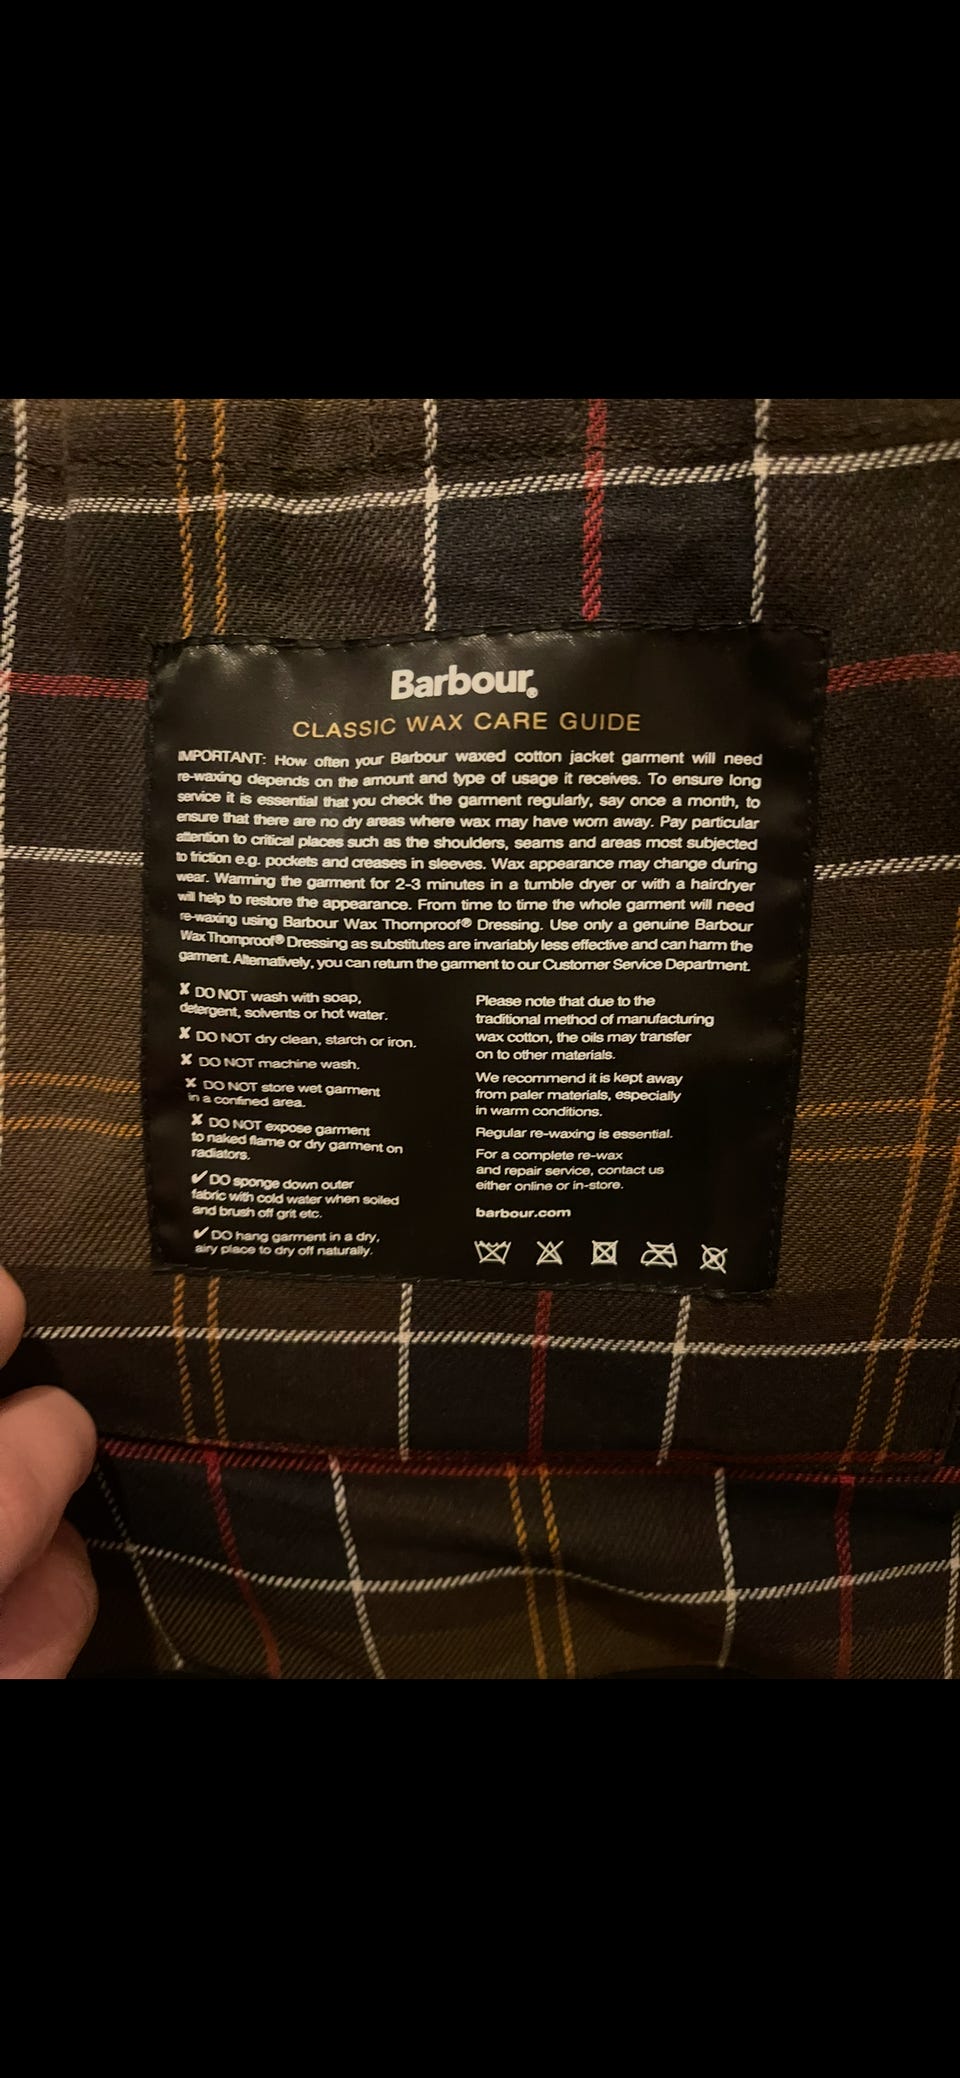 Barbour®
CLASSIC WAX CARE GUIDE
IMPORTANT: How often your Barbour waxed cotton jacket garment will need
re-waxing depends on the amount and type of usage it receives. To ensure long
service it is essential that you check the garment regularly, say once a month, to
ensure that there are no dry areas where wax may have worn away. Pay particular
attention to critical places such as the shoulders, seams and areas most subjected
to friction e.g. pockets and creases in sleeves. Wax appearance may change during
wear. Warming the garment for 2-3 minutes in a tumble dryer or with a hairdryer
will help to restore the appearance. From time to time the whole garment will need
re-waxing using Barbour Wax Thornproof® Dressing. Use only a genuine Barbour
Wax Thornproof® Dressing as substitutes are invariably less effective and can harm the
garment. Alternatively, you can return the garment to our Customer Service Department.
✘ DO NOT wash with soap,
detergent, solvents or hot water.
✘ DO NOT dry clean, starch or iron.
✘ DO NOT machine wash.
✘ DO NOT store wet garment
in a confined area.
✘ DO NOT expose garment
to naked flame or dry garment on
radiators.
✔ DO sponge down outer
fabric with cold water when soiled
and brush off grit etc.
✔ DO hang garment in a dry,
airy place to dry off naturally.
Please note that due to the
traditional method of manufacturing
wax cotton, the oils may transfer
on to other materials.
We recommend it is kept away
from paler materials, especially
in warm conditions.
Regular re-waxing is essential.
For a complete re-wax
and repair service, contact us
either online or in-store.
barbour.com